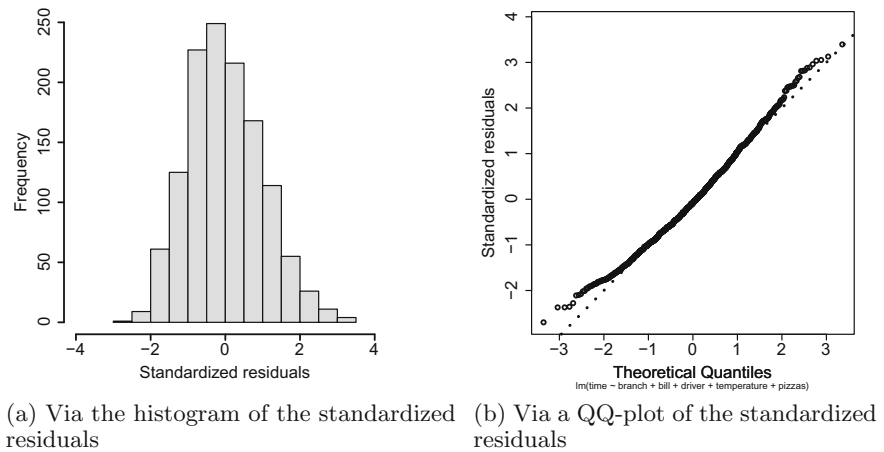 250
200
150
100
50
0
Frequency
−4 −2 0 2 4
Standardized residuals
4
3
2
1
0
−1
−2
Standardized residuals
−3 −2 −1 0 1 2 3
Theoretical Quantiles
lm(time ~ branch + bill + driver + temperature + pizzas)
(a) Via the histogram of the standardized
residuals
(b) Via a QQ-plot of the standardized
residuals